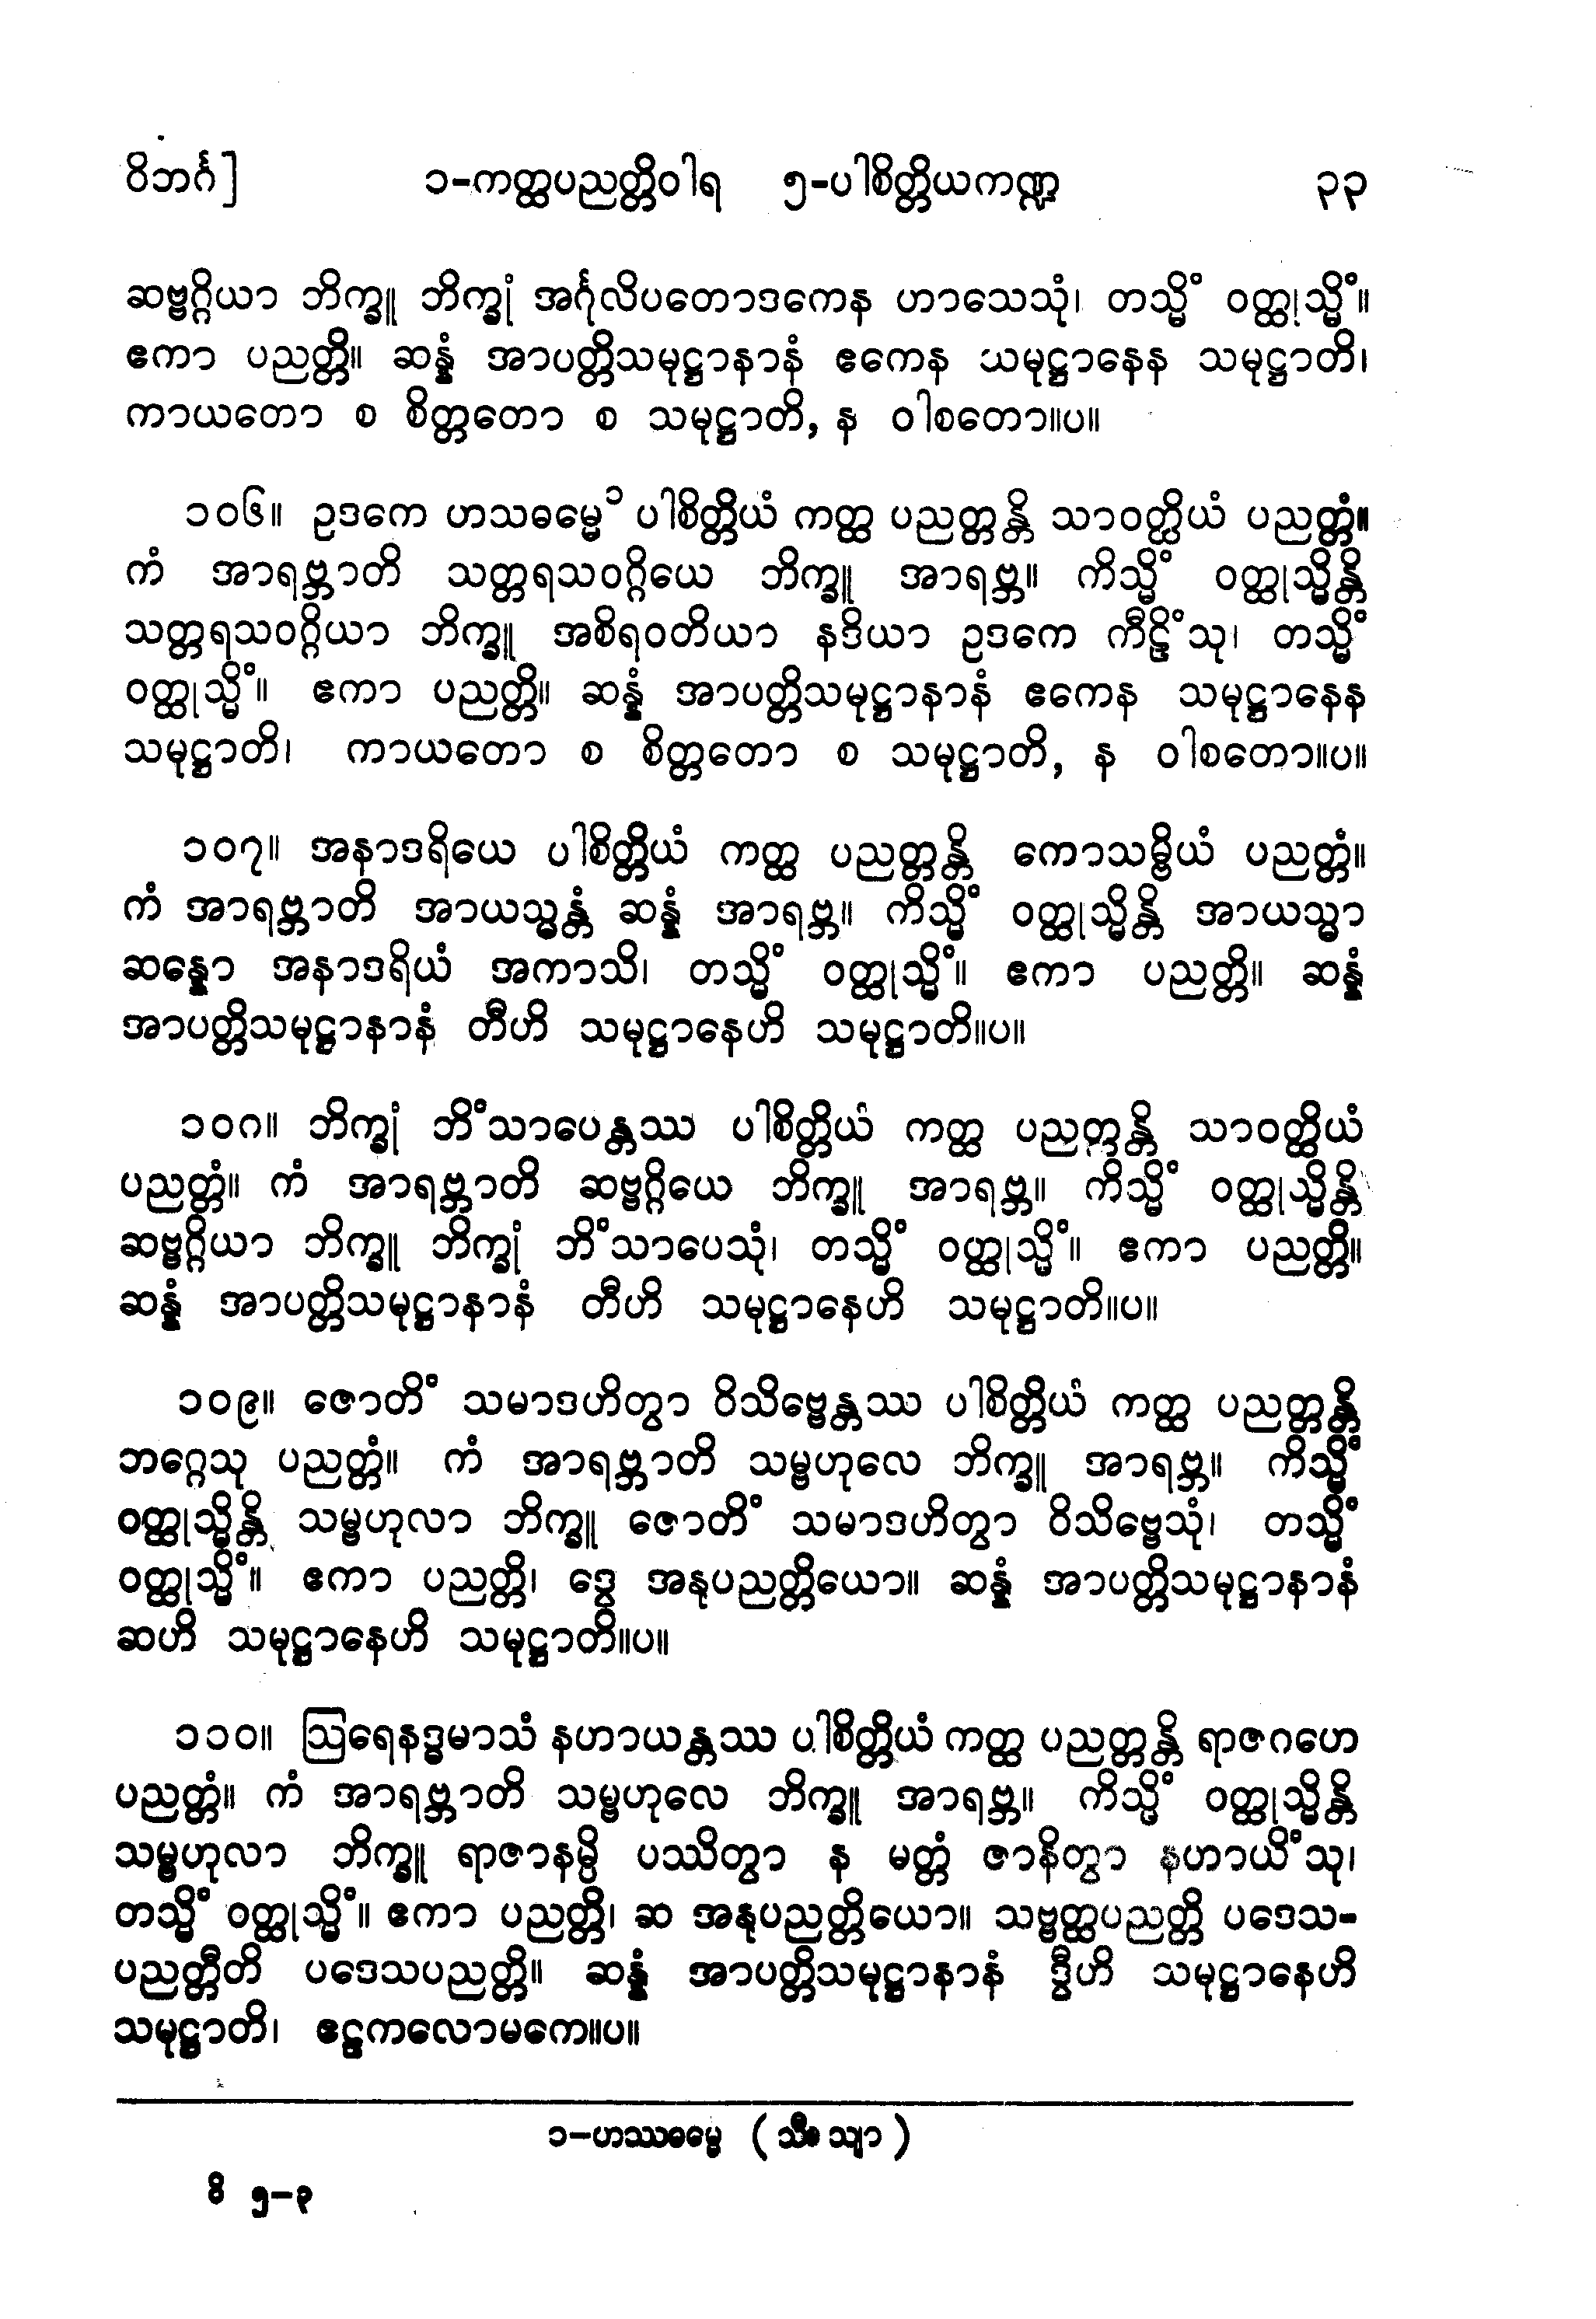 ဝိဘင်္ဂ]	၁-ကတ္ထပညတ္တိဝါရ ၅-ပါစိတ္တိယကဏ္ဍ	၃၃
ဆဗ္ဗဂ္ဂိယာ ဘိက္ခူ ဘိက္ခုံ အင်္ဂုလိပတောဒကေန ဟာသေသုံ၊ တသ္မိံ ဝတ္ထုသ္မိံ။
ဧကာ ပညတ္တိ။ ဆန္နံ အာပတ္တိသမုဋ္ဌာနာနံ ဧကေန သမုဋ္ဌာနေန သမုဋ္ဌာတိ၊
ကာယတော စ စိတ္တတော စ သမုဋ္ဌာတိ, န ဝါစတော။ပ။
၁၀၆။ ဥဒကေ ဟသဓမ္မေ ၁ ပါစိတ္တိယံ ကတ္ထ ပညတ္တန္တိ သာဝတ္ထိယံ ပညတ္တံ။
ကံ အာရဗ္ဘာတိ သတ္တရသဝဂ္ဂိယေ ဘိက္ခူ အာရဗ္ဘ။ ကိသ္မိံ ဝတ္ထုသ္မိန္တိ
သတ္တရသဝဂ္ဂိယာ ဘိက္ခူ အစိရဝတိယာ နဒိယာ ဥဒကေ ကီဠိံသု၊ တသ္မိံ
ဝတ္ထုသ္မိံ။ ဧကာ ပညတ္တိ။ ဆန္နံ အာပတ္တိသမုဋ္ဌာနာနံ ဧကေန သမုဋ္ဌာနေန
သမုဋ္ဌာတိ၊ ကာယတော စ စိတ္တတော စ သမုဋ္ဌာတိ, န ဝါစတော။ပ။
၁၀၇။ အနာဒရိယေ ပါစိတ္တိယံ ကတ္ထ ပညတ္တန္တိ ကောသမ္ဗိယံ ပညတ္တံ။
ကံ အာရဗ္ဘာတိ အာယသ္မန္တံ ဆန္နံ အာရဗ္ဘ။ ကိသ္မိံ ဝတ္ထုသ္မိန္တိ အာယသ္မာ
ဆန္နော အနာဒရိယံ အကာသိ၊ တသ္မိံ ဝတ္ထုသ္မိံ။ ဧကာ ပညတ္တိ။ ဆန္နံ
အာပတ္တိသမုဋ္ဌာနာနံ တီဟိ သမုဋ္ဌာနေဟိ သမုဋ္ဌာတိ။ပ။
၁၀၈။ ဘိက္ခုံ ဘိံသာပေန္တဿ ပါစိတ္တိယံ ကတ္ထ ပညတ္တန္တိ သာဝတ္ထိယံ
ပညတ္တံ။ ကံ အာရဗ္ဘာတိ ဆဗ္ဗဂ္ဂိယေ ဘိက္ခူ အာရဗ္ဘ။ ကိသ္မိံ ဝတ္ထုသ္မိန္တိ
ဆဗ္ဗဂ္ဂိယာ ဘိက္ခူ ဘိက္ခုံ ဘိံသာပေသုံ၊ တသ္မိံ ဝတ္ထုသ္မိံ။ ဧကာ ပညတ္တိ။
ဆန္နံ အာပတ္တိသမုဋ္ဌာနာနံ တီဟိ သမုဋ္ဌာနေဟိ သမုဋ္ဌာတိ။ပ။
၁၀၉။ ဇောတိံ သမာဒဟိတွာ ဝိသိဗ္ဗေန္တဿ ပါစိတ္တိယံ ကတ္ထ ပညတ္တန္တိ
ဘဂ္ဂေသု ပညတ္တံ။ ကံ အာရဗ္ဘာတိ သမ္ဗဟုလေ ဘိက္ခူ အာရဗ္ဘ။ ကိသ္မိံ
ဝတ္ထုသ္မိန္တိ သမ္ဗဟုလာ ဘိက္ခူ ဇောတိံ သမာဒဟိတွာ ဝိသိဗ္ဗေသုံ၊ တသ္မိံ
ဝတ္ထုသ္မိံ။ ဧကာ ပညတ္တိ၊ ဒွေ အနုပညတ္တိယော။ ဆန္နံ အာပတ္တိသမုဋ္ဌာနာနံ
ဆဟိ သမုဋ္ဌာနေဟိ သမုဋ္ဌာတိ။ပ။
၁၁၀။ ဩရေနဒ္ဓမာသံ နဟာယန္တဿ ပါစိတ္တိယံ ကတ္ထ ပညတ္တန္တိ ရာဇဂဟေ
ပညတ္တံ။ ကံ အာရဗ္ဘာတိ သမ္ဗဟုလေ ဘိက္ခူ အာရဗ္ဘ။ ကိသ္မိံ ဝတ္ထုသ္မိန္တိ
သမ္ဗဟုလာ ဘိက္ခူ ရာဇာနမ္ပိ ပဿိတွာ န မတ္တံ ဇာနိတွာ နဟာယိံသု၊
တသ္မိံ ဝတ္ထုသ္မိံ။ ဧကာ ပညတ္တိ၊ ဆ အနုပညတ္တိယော။ သဗ္ဗတ္ထပညတ္တိ ပဒေသ-
ပညတ္တီတိ ပဒေသပညတ္တိ။ ဆန္နံ အာပတ္တိသမုဋ္ဌာနာနံ ဒွီဟိ သမုဋ္ဌာနေဟိ
သမုဋ္ဌာတိ၊ ဧဠကလောမကေ။ပ။
၁-ဟဿဓမ္မေ (သီ၊ သျာ)
ဝိ ၅-၃